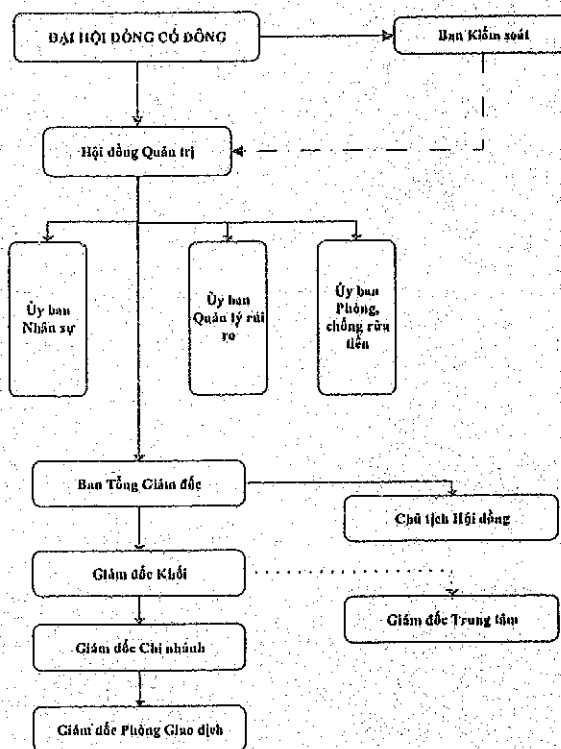 ĐẠI HỘI ĐỒNG CỔ ĐÔNG
Ban Kiểm soát
Hội đồng Quản trị
Ủy ban
Nhân sự
Ủy ban
Quản lý rủi
ro
Ủy ban
Phòng,
chống rửa
tiền
Ban Tổng Giám đốc
Chủ tịch Hội đồng
Giám đốc Khối
Giám đốc Trung tâm
Giám đốc Chi nhánh
Giám đốc Phòng Giao dịch